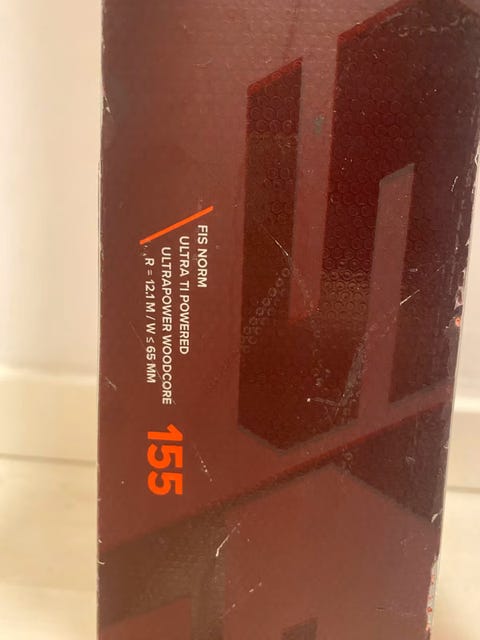 FIS NORM
ULTRA TI POWERED
ULTRAPOWER WOODCORE
R = 12.1 M / W ≤ 65 MM
155